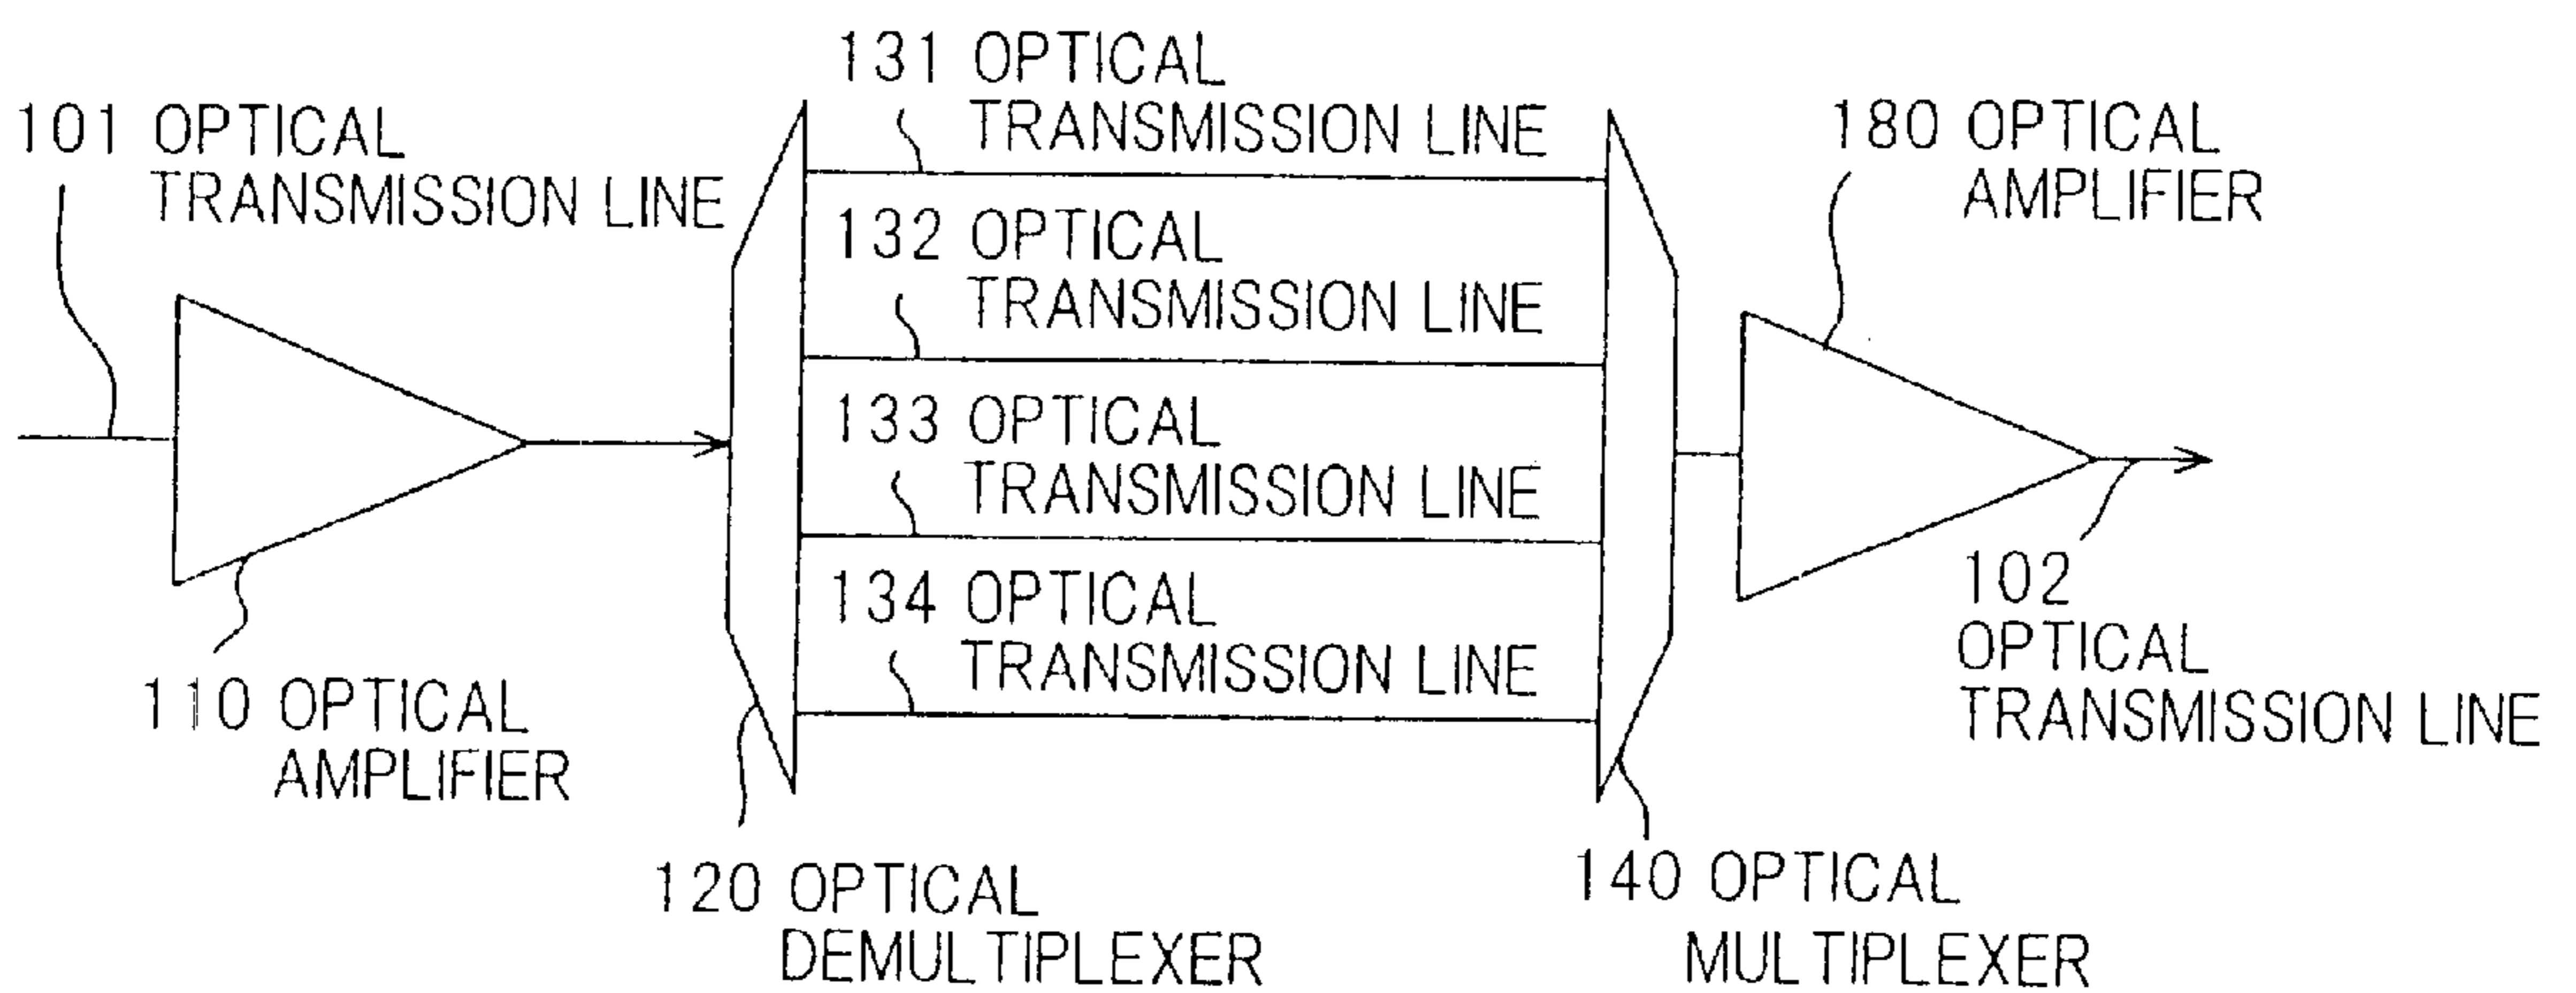 101 OPTICAL
TRANSMISSION LINE
110 OPTICAL
AMPLIFIER
120 OPTICAL
DEMULTIPLEXER
131 OPTICAL
TRANSMISSION LINE
132 OPTICAL
TRANSMISSION LINE
133 OPTICAL
TRANSMISSION LINE
134 OPTICAL
TRANSMISSION LINE
140 OPTICAL
MULTIPLEXER
180 OPTICAL
AMPLIFIER
102
OPTICAL
TRANSMISSION LINE